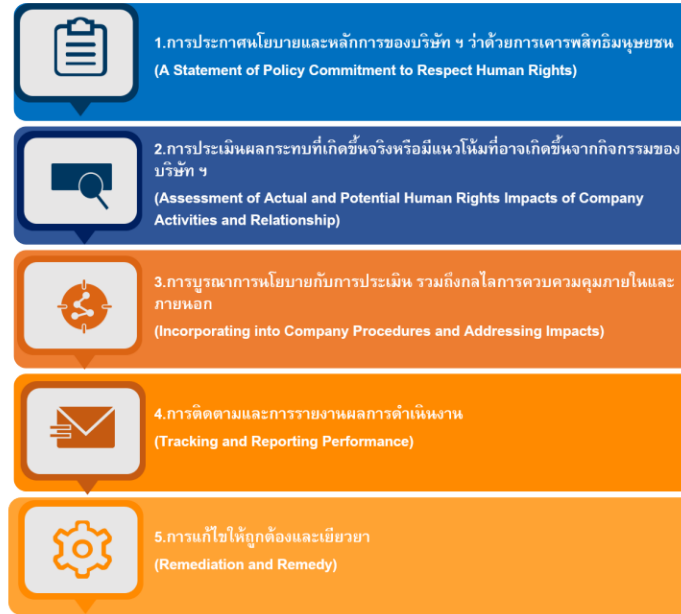 1.การประกาศนโยบายและหลักการของบริษัท ฯ ว่าด้วยการเคารพสิทธิมนุษยชน
(A Statement of Policy Commitment to Respect Human Rights)
2.การประเมินผลกระทบที่เกิดขึ้นจริงหรือมีแนวโน้มที่อาจเกิดขึ้นจากกิจกรรมของ
บริษัท ฯ
(Assessment of Actual and Potential Human Rights Impacts of Company
Activities and Relationship)
3.การบูรณาการนโยบายกับการประเมิน รวมถึงกลไลการควบควมคุมภายในและ
ภายนอก
(Incorporating into Company Procedures and Addressing Impacts)
4.การติดตามและการรายงานผลการดำเนินงาน
(Tracking and Reporting Performance)
5.การแก้ไขให้ถูกต้องและเยียวยา
(Remediation and Remedy)